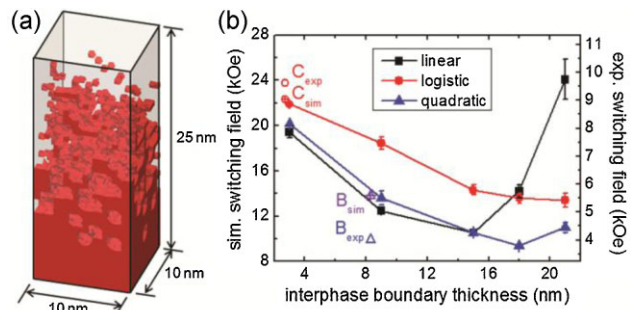 (a)
25 nm
10 nm
10 nm
(b)
28
24
20
16
12
8
sim. switching field (kOe)
C exp
C sim
B sim
B exp
linear
logistic
quadratic
11
10
9
8
7
6
5
4
exp. switching field (kOe)
4
8
12
16
20
interphase boundary thickness (nm)